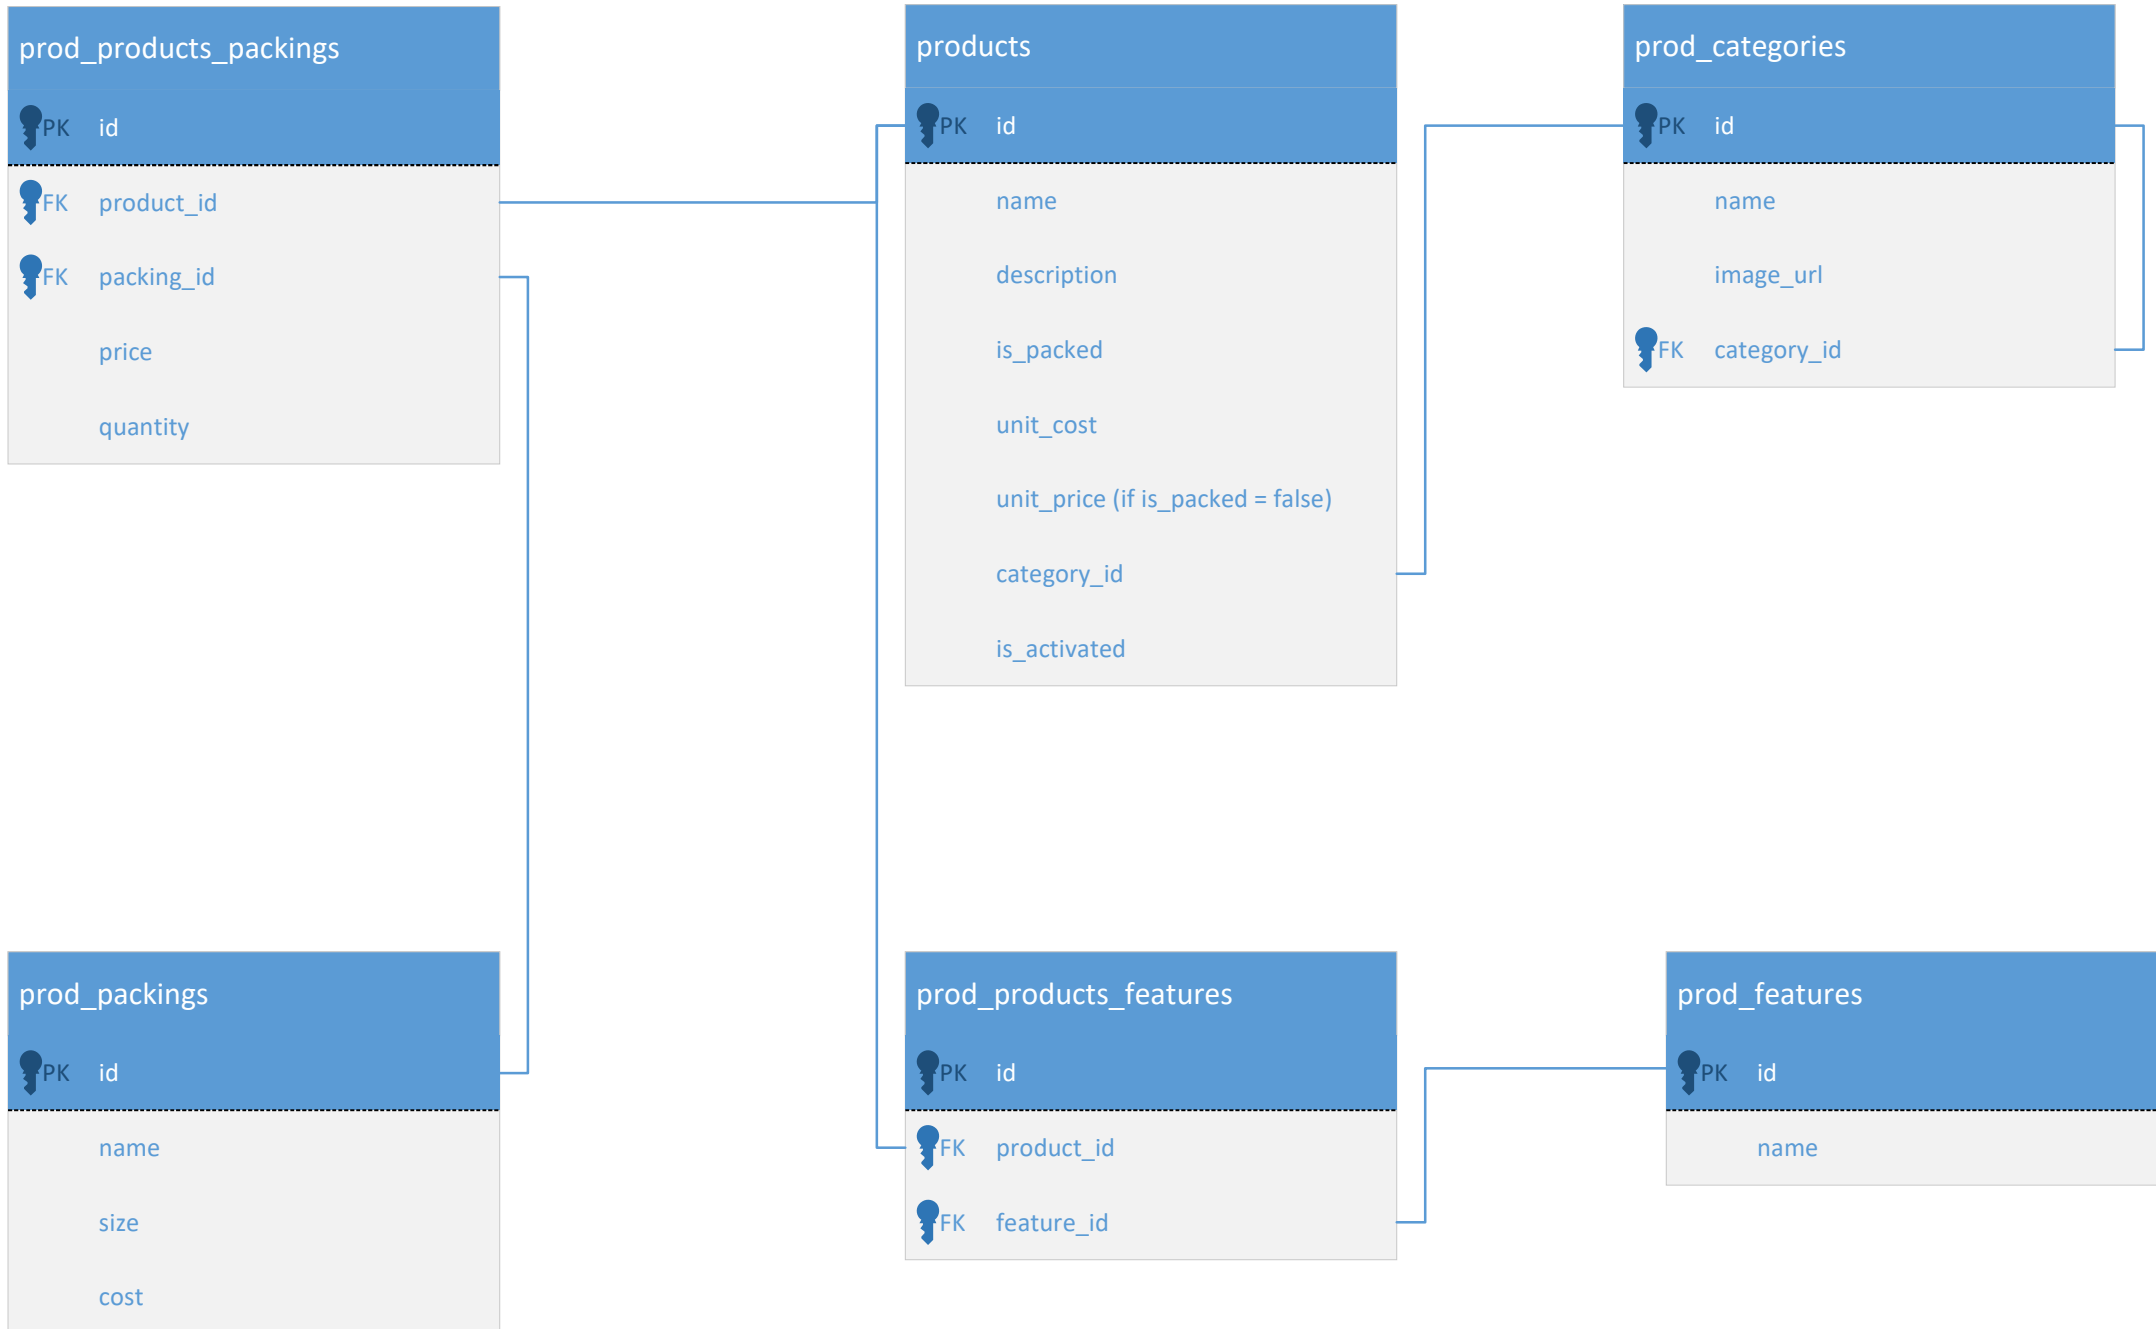 prod_products_packings
PK id
FK product_id
FK packing_id
price
quantity
products
PK id
name
description
is_packed
unit_cost
unit_price (if is_packed = false)
category_id
is_activated
prod_categories
PK id
name
image_url
FK category_id
prod_packings
PK id
name
size
cost
prod_products_features
PK id
FK product_id
FK feature_id
prod_features
PK id
name